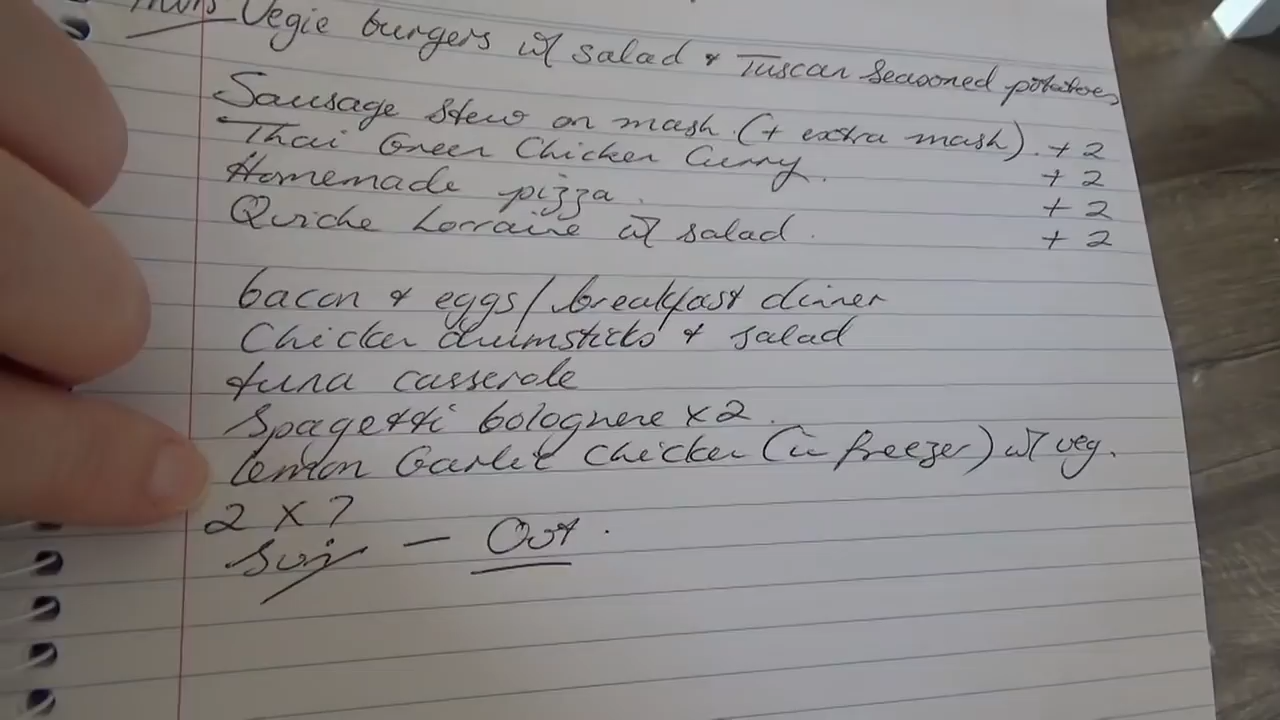 Vegie burgers w/ salad & Tuscan Seasoned potatoes
Sausage Stew on mash. (+ extra mash). + 2
Thai Green Chicken Curry. + 2
Homemade pizza. + 2
Quiche Lorraine w/ salad. + 2
bacon & eggs/breakfast dinner
Chicken drumsticks & salad
tuna casserole
Spagetti bolognese x 2.
Lemon Garlic Chicken (in freezer) w/ veg.
2 x ?
Sun – Out.